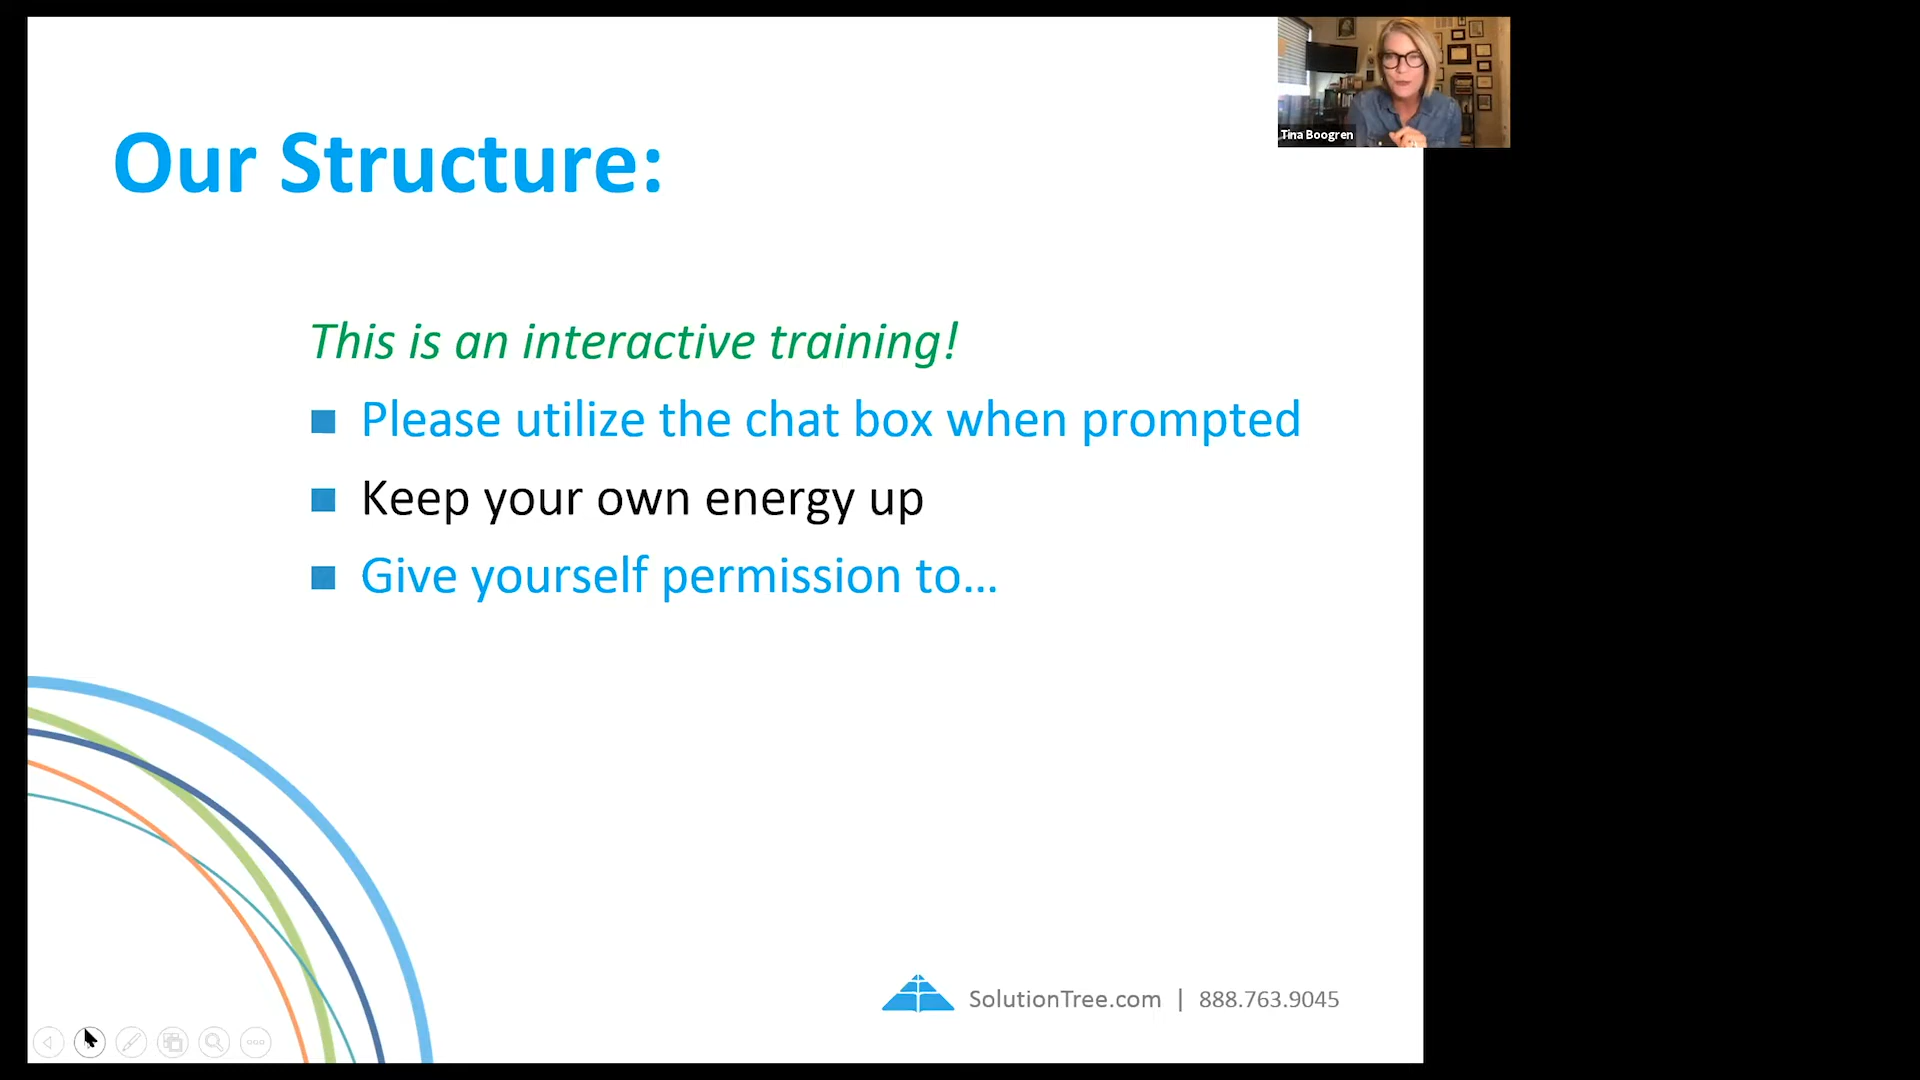 Tina Boogren
Our Structure:
This is an interactive training!
Please utilize the chat box when prompted
Keep your own energy up
Give yourself permission to...
SolutionTree.com | 888.763.9045